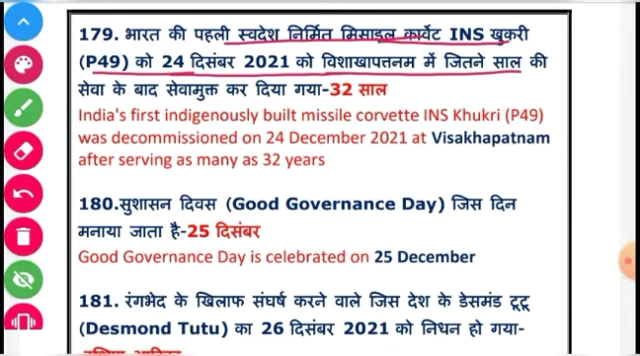 179. भारत की पहली स्वदेश निर्मित मिसाइल कार्वेट INS खुकरी
(P49) को 24 दिसंबर 2021 को विशाखापत्तनम में जितने साल की
सेवा के बाद सेवामुक्त कर दिया गया-32 साल
India's first indigenously built missile corvette INS Khukri (P49)
was decommissioned on 24 December 2021 at Visakhapatnam
after serving as many as 32 years
180.सुशासन दिवस (Good Governance Day) जिस दिन
मनाया जाता है-25 दिसंबर
Good Governance Day is celebrated on 25 December
181. रंगभेद के खिलाफ संघर्ष करने वाले जिस देश के डेसमंड टूटू
(Desmond Tutu) का 26 दिसंबर 2021 को निधन हो गया-